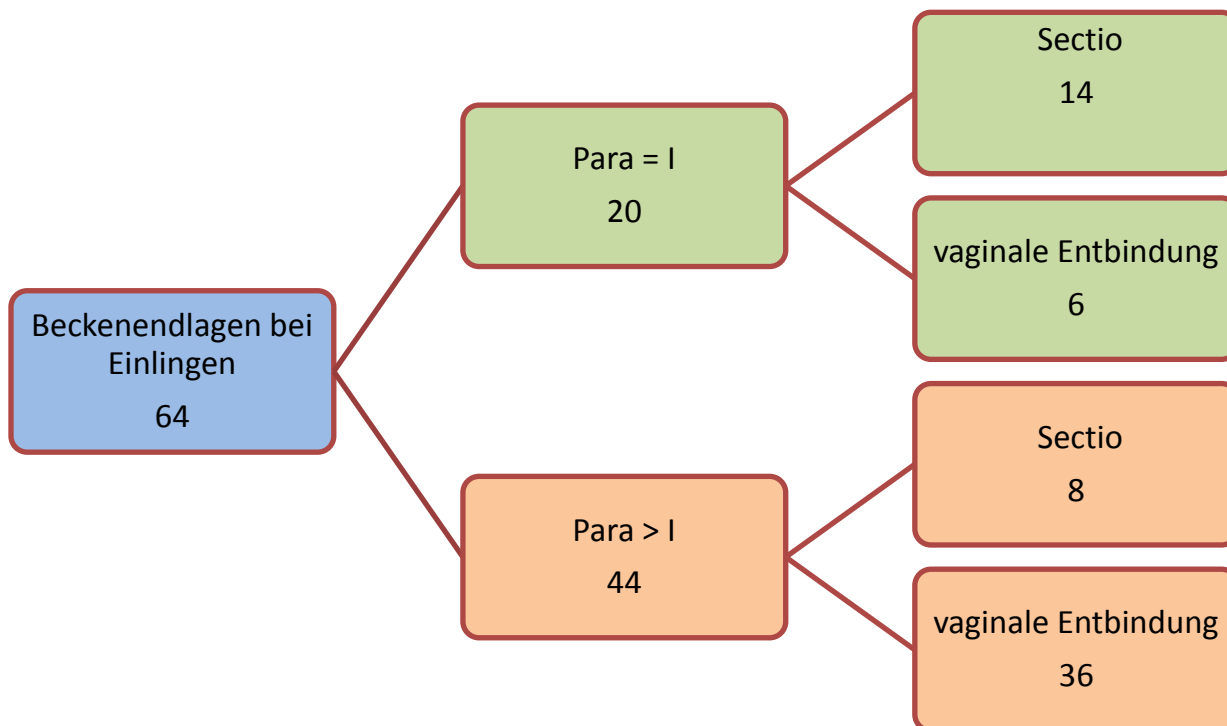 Beckenendlagen bei
Einlingen
64
Para = I
20
Sectio
14
vaginale Entbindung
6
Para > I
44
Sectio
8
vaginale Entbindung
36